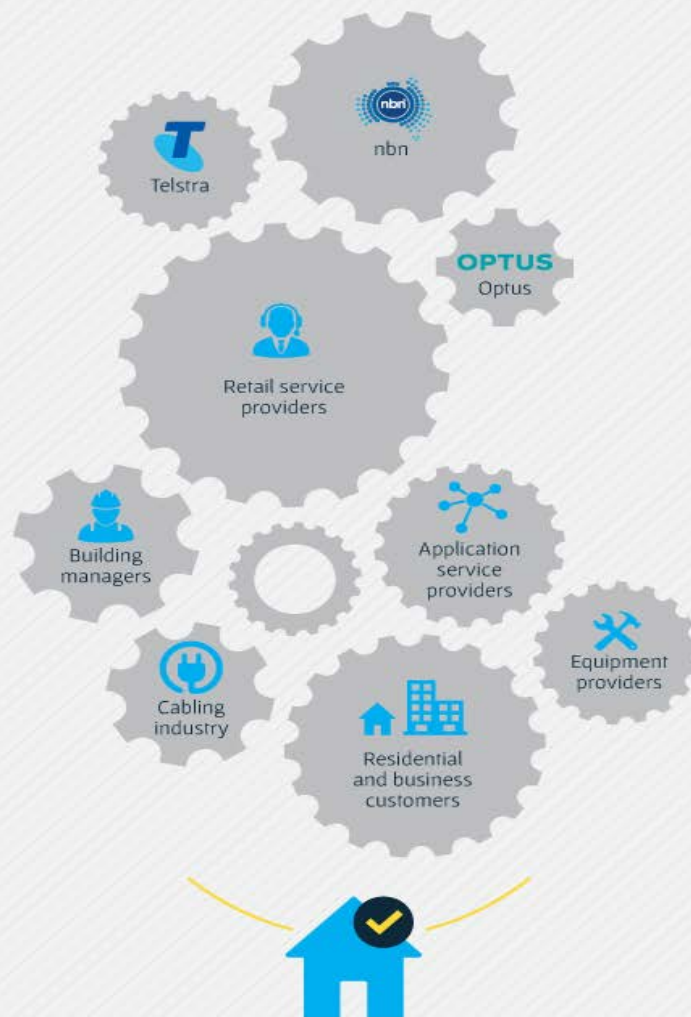 nbn
nbn
T
Telstra
OPTUS
Optus
Retail service
providers
Building
managers
Application
service
providers
Equipment
providers
Cabling
industry
Residential
and business
customers